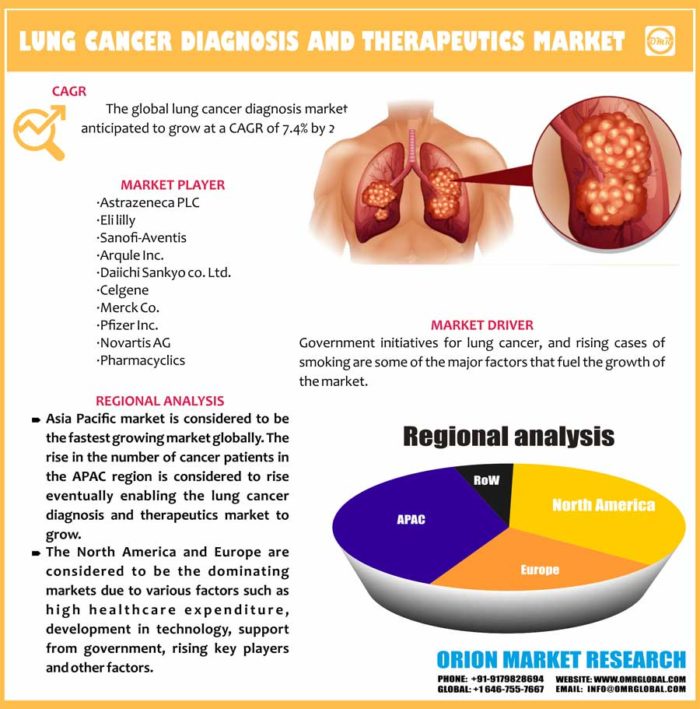 LUNG CANCER DIAGNOSIS AND THERAPEUTICS MARKET
OMR
CAGR
The global lung cancer diagnosis market
anticipated to grow at a CAGR of 7.4% by 2
MARKET PLAYER
·Astrazeneca PLC
·Eli lilly
·Sanofi-Aventis
·Arqule Inc.
·Daiichi Sankyo co. Ltd.
·Celgene
·Merck Co.
·Pfizer Inc.
·Novartis AG
·Pharmacyclics
MARKET DRIVER
Government initiatives for lung cancer, and rising cases of
smoking are some of the major factors that fuel the growth of
the market.
REGIONAL ANALYSIS
Asia Pacific market is considered to be
the fastest growing market globally. The
rise in the number of cancer patients in
the APAC region is considered to rise
eventually enabling the lung cancer
diagnosis and therapeutics market to
grow.
The North America and Europe are
considered to be the dominating
markets due to various factors such as
high healthcare expenditure,
development in technology, support
from government, rising key players
and other factors.
Regional analysis
RoW
North America
APAC
Europe
ORION MARKET RESEARCH
PHONE: +91-9179828694 WEBSITE: WWW.OMRGLOBAL.COM
GLOBAL: +1 646-755-7667 EMAIL: INFO@OMRGLOBAL.COM